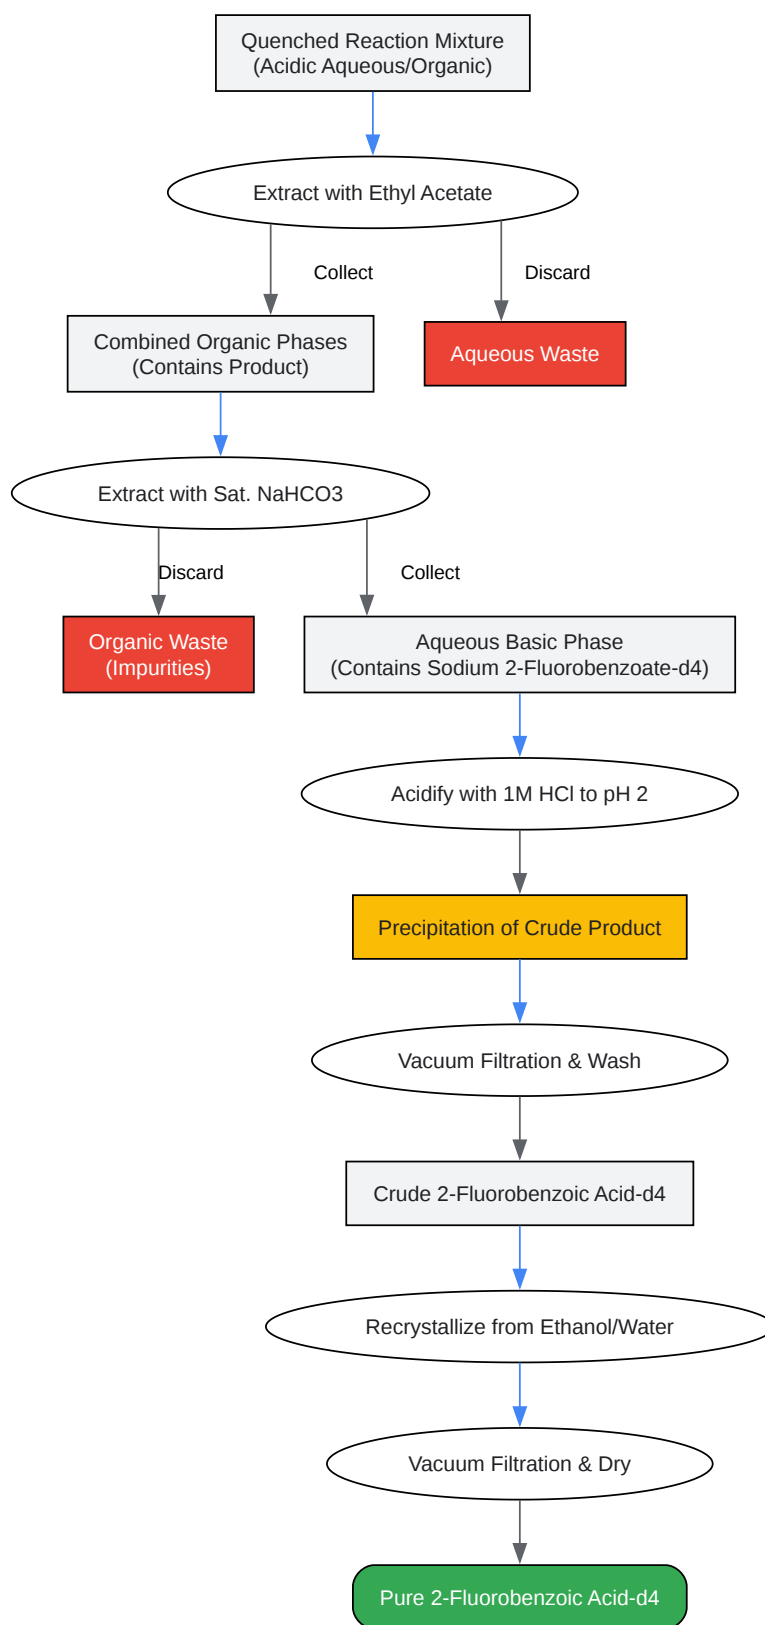 Quenched Reaction Mixture
(Acidic Aqueous/Organic)
Extract with Ethyl Acetate
Collect
Discard
Combined Organic Phases
(Contains Product)
Aqueous Waste
Extract with Sat. NaHCO3
Discard
Collect
Organic Waste
(Impurities)
Aqueous Basic Phase
(Contains Sodium 2-Fluorobenzoate-d4)
Acidify with 1M HCl to pH 2
Precipitation of Crude Product
Vacuum Filtration & Wash
Crude 2-Fluorobenzoic Acid-d4
Recrystallize from Ethanol/Water
Vacuum Filtration & Dry
Pure 2-Fluorobenzoic Acid-d4